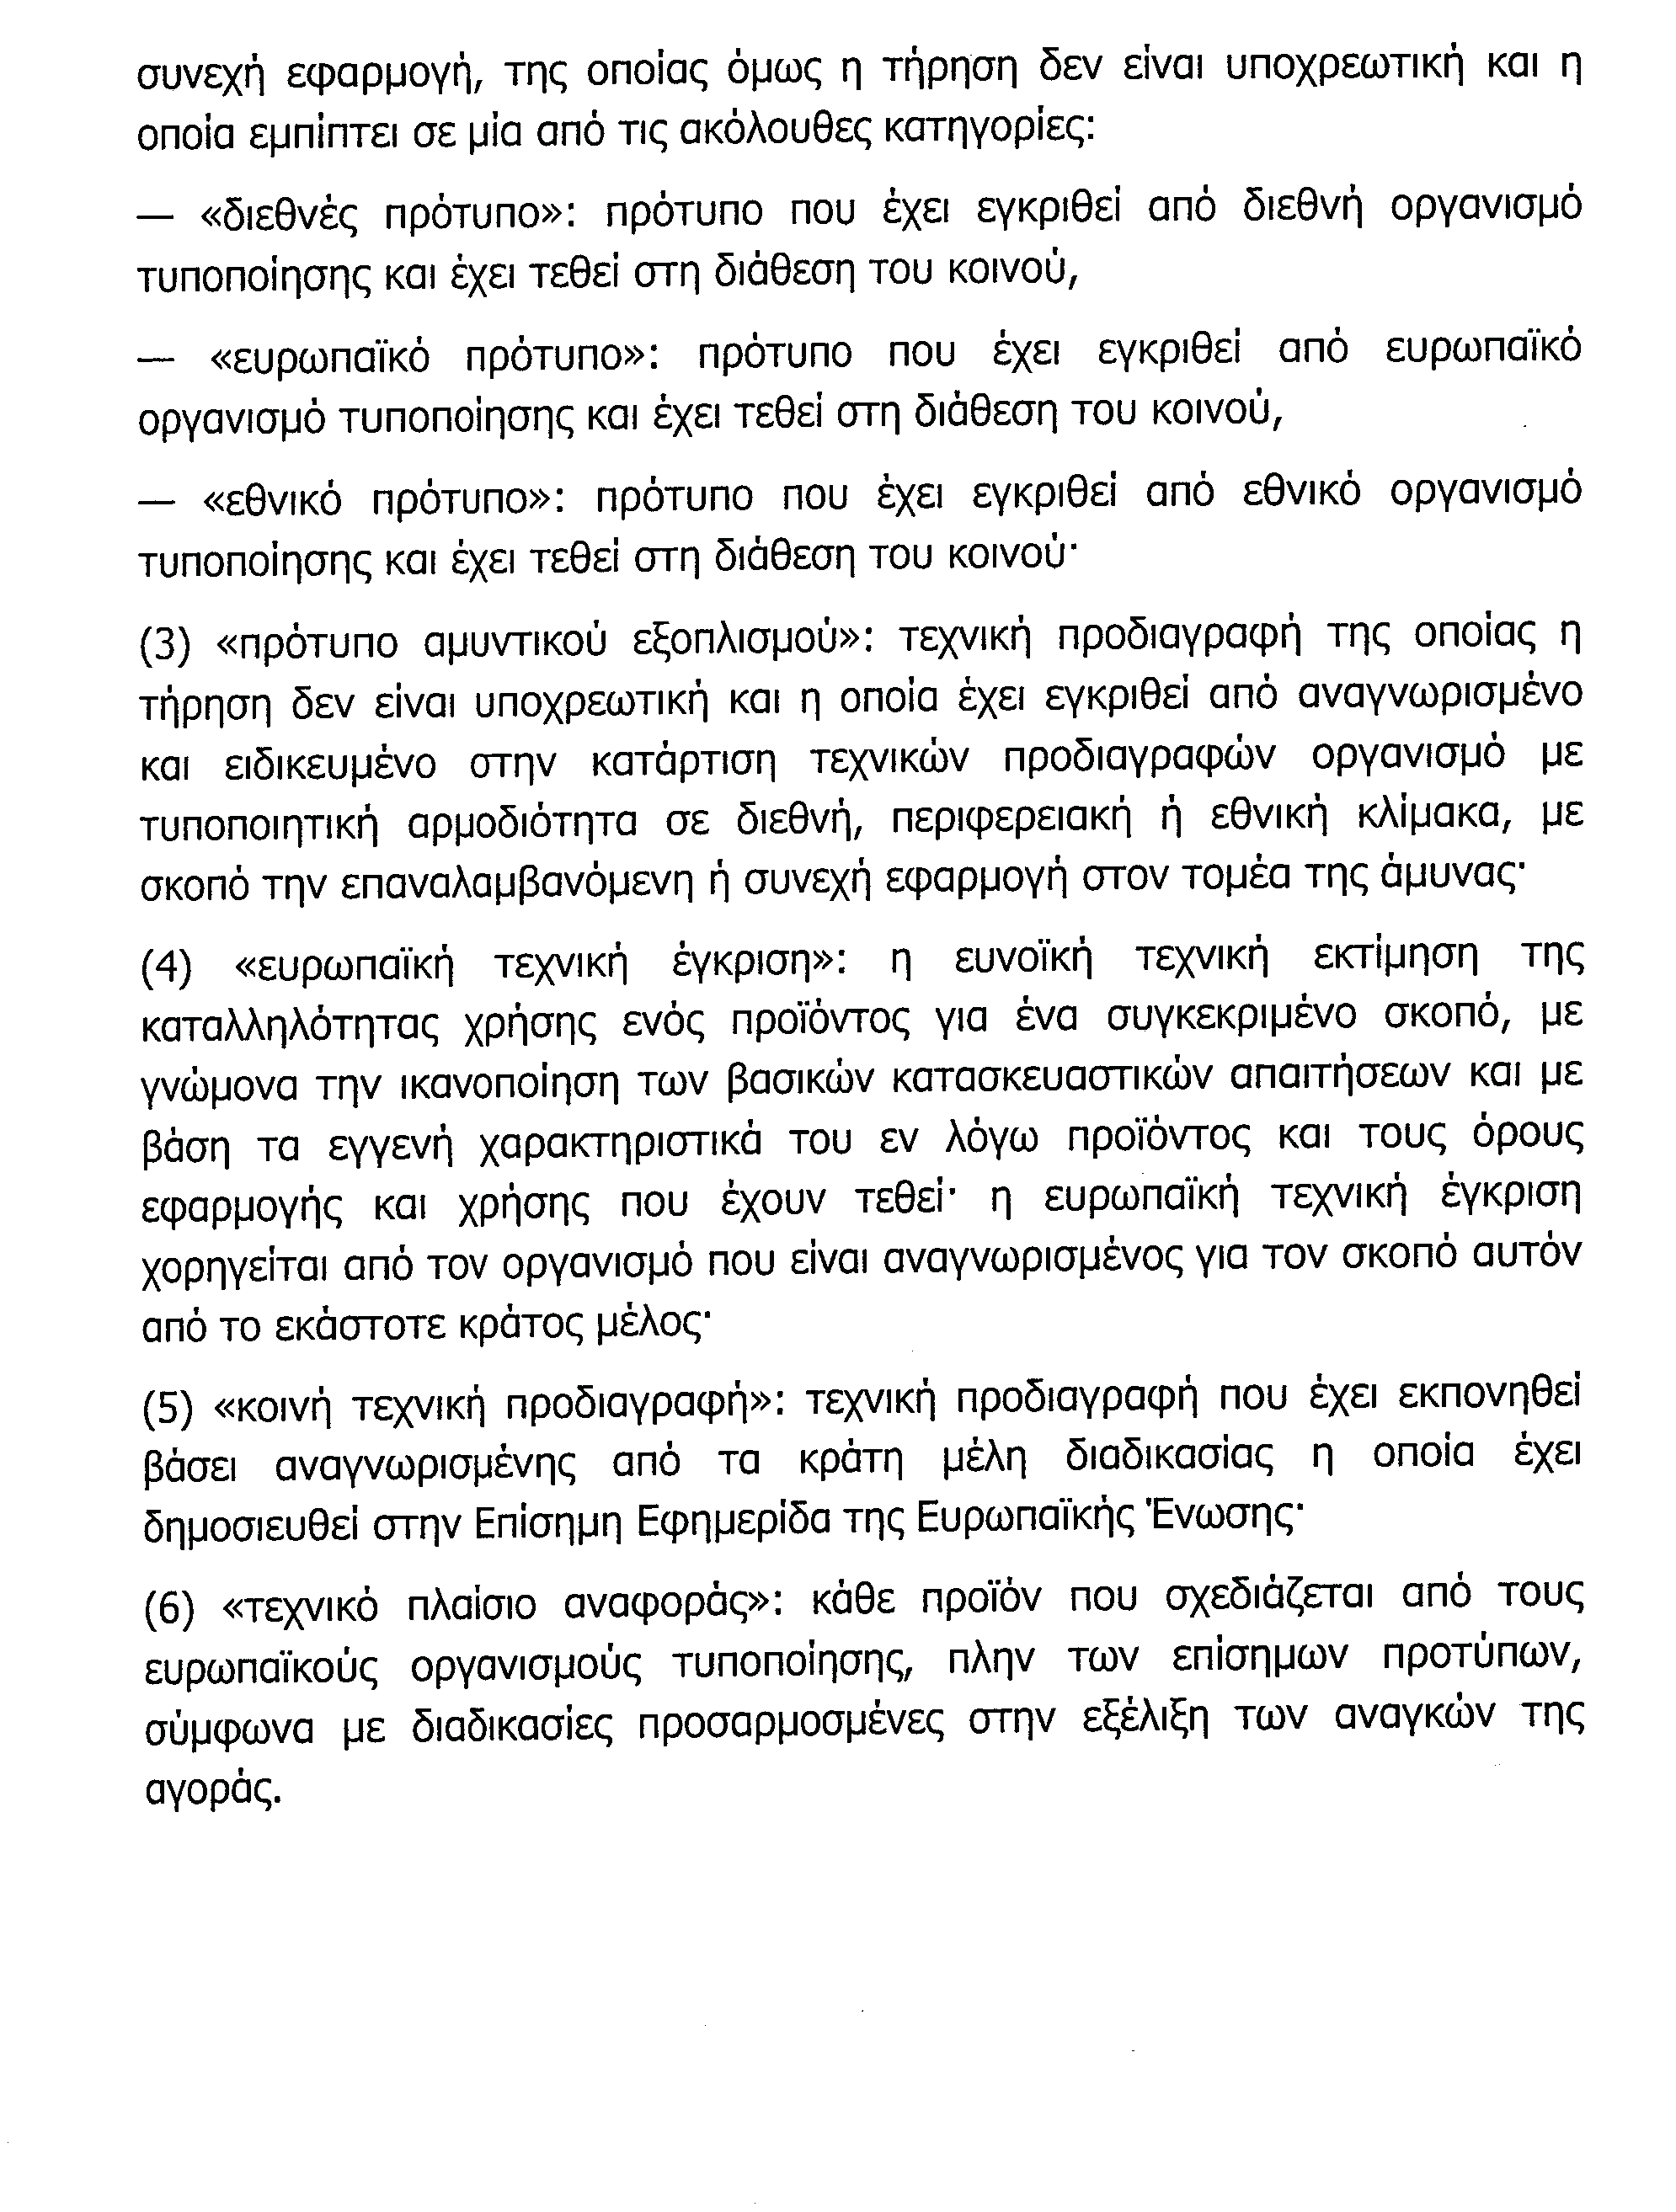 συνεχή εφαρμογή, της οποίας όμως η τήρηση δεν είναι υποχρεωτική και η
οποία εμπίπτει σε μία από τις ακόλουθες κατηγορίες:
— «διεθνές πρότυπο»: πρότυπο που έχει εγκριθεί από διεθνή οργανισμό
τυποποίησης και έχει τεθεί στη διάθεση του κοινού,
— «ευρωπαϊκό πρότυπο»: πρότυπο που έχει εγκριθεί από ευρωπαϊκό
οργανισμό τυποποίησης και έχει τεθεί στη διάθεση του κοινού,
— «εθνικό πρότυπο»: πρότυπο που έχει εγκριθεί από εθνικό οργανισμό
τυποποίησης και έχει τεθεί στη διάθεση του κοινού·
(3) «πρότυπο αμυντικού εξοπλισμού»: τεχνική προδιαγραφή της οποίας η
τήρηση δεν είναι υποχρεωτική και η οποία έχει εγκριθεί από αναγνωρισμένο
και ειδικευμένο στην κατάρτιση τεχνικών προδιαγραφών οργανισμό με
τυποποιητική αρμοδιότητα σε διεθνή, περιφερειακή ή εθνική κλίμακα, με
σκοπό την επαναλαμβανόμενη ή συνεχή εφαρμογή στον τομέα της άμυνας·
(4) «ευρωπαϊκή τεχνική έγκριση»: η ευνοϊκή τεχνική εκτίμηση της
καταλληλότητας χρήσης ενός προϊόντος για ένα συγκεκριμένο σκοπό, με
γνώμονα την ικανοποίηση των βασικών κατασκευαστικών απαιτήσεων και με
βάση τα εγγενή χαρακτηριστικά του εν λόγω προϊόντος και τους όρους
εφαρμογής και χρήσης που έχουν τεθεί· η ευρωπαϊκή τεχνική έγκριση
χορηγείται από τον οργανισμό που είναι αναγνωρισμένος για τον σκοπό αυτόν
από το εκάστοτε κράτος μέλος·
(5) «κοινή τεχνική προδιαγραφή»: τεχνική προδιαγραφή που έχει εκπονηθεί
βάσει αναγνωρισμένης από τα κράτη μέλη διαδικασίας η οποία έχει
δημοσιευθεί στην Επίσημη Εφημερίδα της Ευρωπαϊκής Ένωσης·
(6) «τεχνικό πλαίσιο αναφοράς»: κάθε προϊόν που σχεδιάζεται από τους
ευρωπαϊκούς οργανισμούς τυποποίησης, πλην των επίσημων προτύπων,
σύμφωνα με διαδικασίες προσαρμοσμένες στην εξέλιξη των αναγκών της
αγοράς.